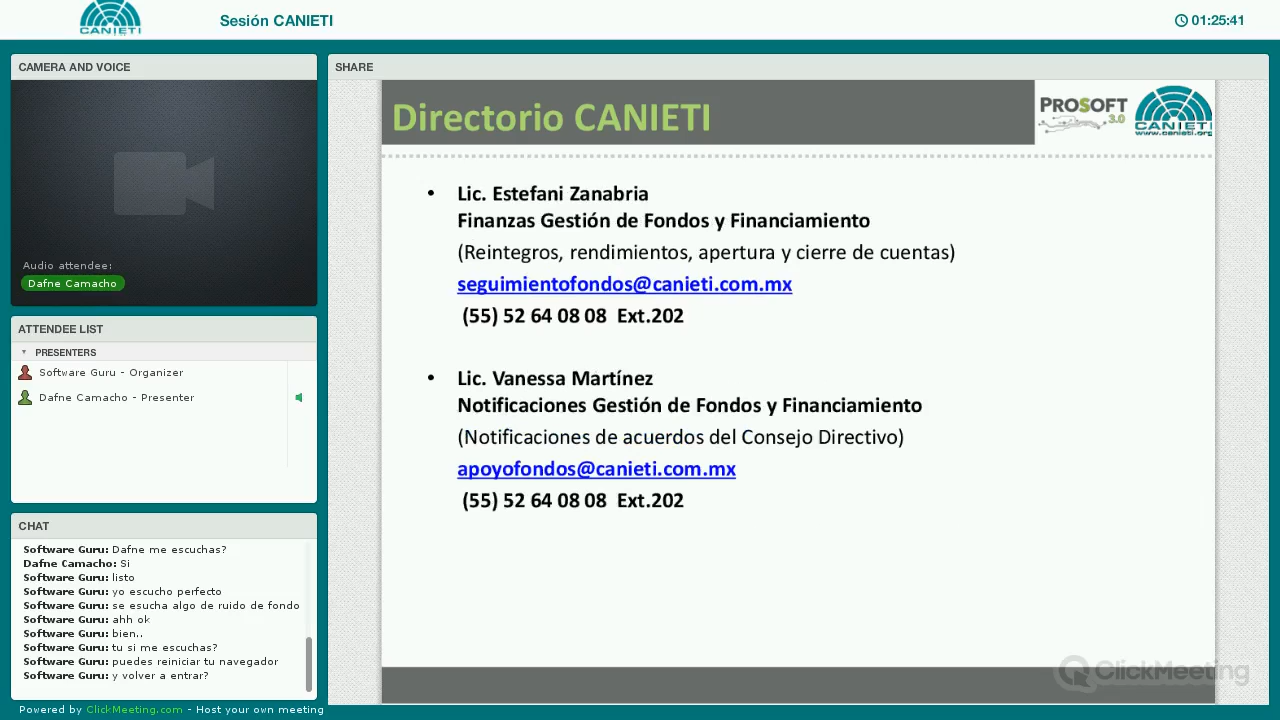 CANIETI
Sesión CANIETI
01:25:41
CAMERA AND VOICE
Audio attendee:
Dafne Camacho
ATTENDEE LIST
PRESENTERS
Software Guru - Organizer
Dafne Camacho - Presenter
CHAT
Software Guru: Dafne me escuchas?
Dafne Camacho: Si
Software Guru: listo
Software Guru: yo escucho perfecto
Software Guru: se esucha algo de ruido de fondo
Software Guru: ahh ok
Software Guru: bien..
Software Guru: tu si me escuchas?
Software Guru: puedes reiniciar tu navegador
Software Guru: y volver a entrar?
Powered by ClickMeeting.com - Host your own meeting
SHARE
Directorio CANIETI
PROSOFT
3.0
CANIETI
www.canieti.org
• Lic. Estefani Zanabria
Finanzas Gestión de Fondos y Financiamiento
(Reintegros, rendimientos, apertura y cierre de cuentas)
seguimientofondos@canieti.com.mx
(55) 52 64 08 08 Ext.202
• Lic. Vanessa Martínez
Notificaciones Gestión de Fondos y Financiamiento
(Notificaciones de acuerdos del Consejo Directivo)
apoyofondos@canieti.com.mx
(55) 52 64 08 08 Ext.202
ClickMeeting